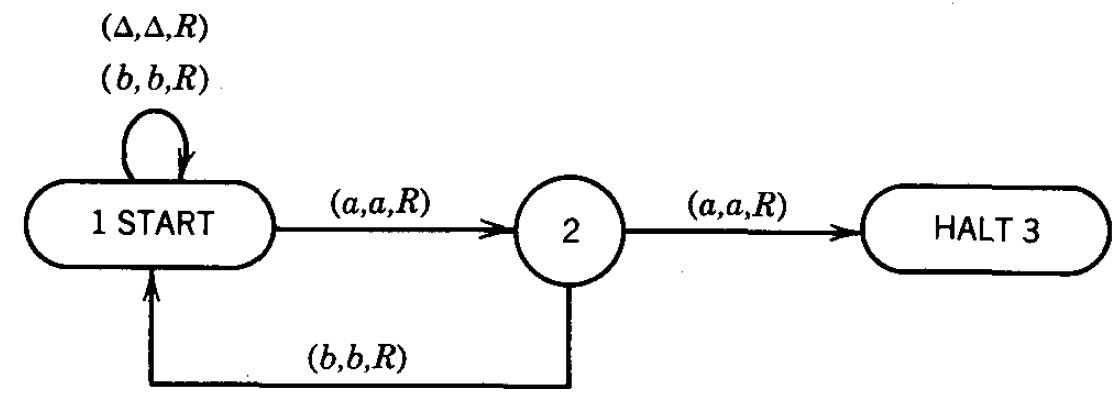 (Δ,Δ,R)
(b, b,R)
1 START
(a,a,R)
2
(a,a,R)
HALT 3
(b,b,R)